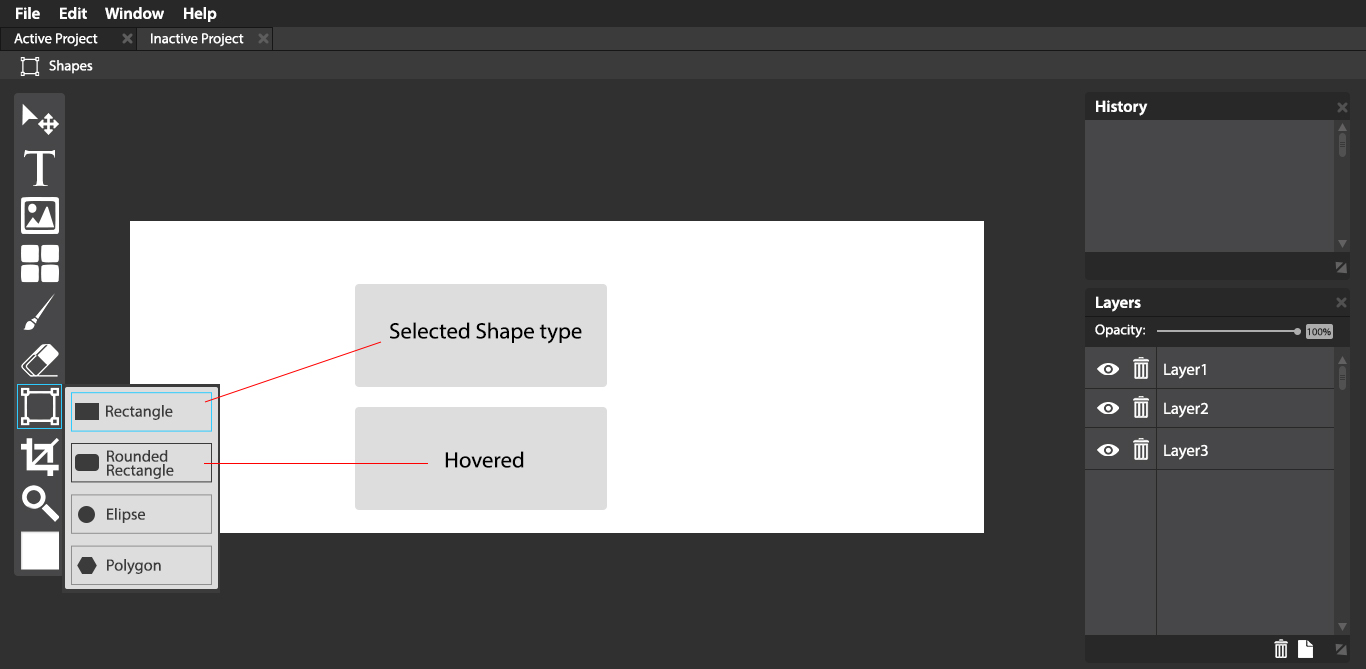 File Edit Window Help
Active Project Inactive Project
Shapes
T
History
Selected Shape type
Layers
Opacity: 100%
Layer1
Layer2
Layer3
Rectangle
Rounded
Rectangle
Hovered
Elipse
Polygon